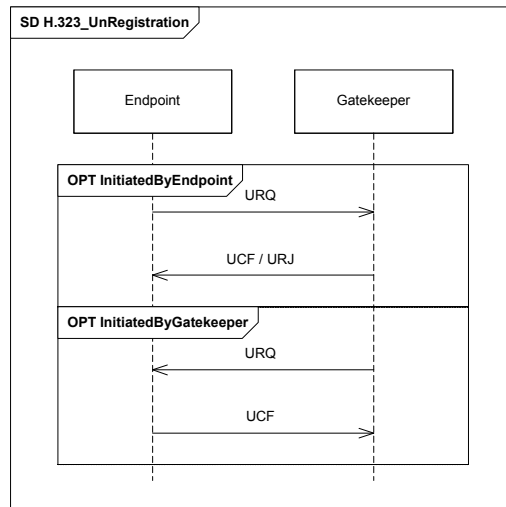 SD H.323_UnRegistration
Endpoint
Gatekeeper
OPT InitiatedByEndpoint
URQ
UCF / URJ
OPT InitiatedByGatekeeper
URQ
UCF